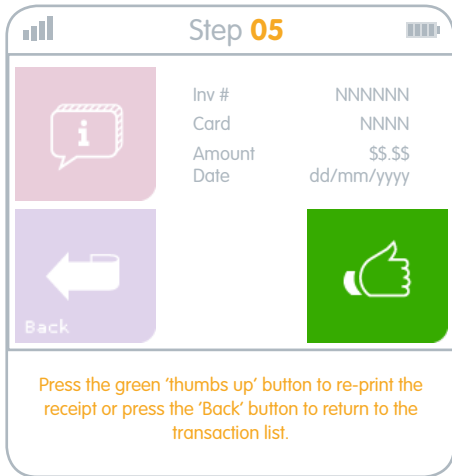 Step 05
Inv # NNNNNN
Card NNNN
Amount $$.$$
Date dd/mm/yyyy
i
Back
Press the green 'thumbs up' button to re-print the
receipt or press the 'Back' button to return to the
transaction list.